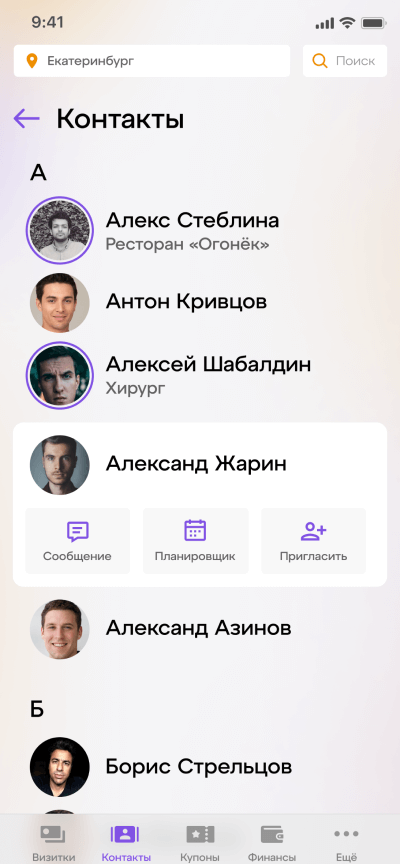 9:41
Екатеринбург
Поиск
Контакты
А
Алекс Стеблина
Ресторан «Огонёк»
Антон Кривцов
Алексей Шабалдин
Хирург
Александ Жарин
Сообщение
Планировщик
Пригласить
Александ Азинов
Б
Борис Стрельцов
Визитки
Контакты
Купоны
Финансы
Ещё